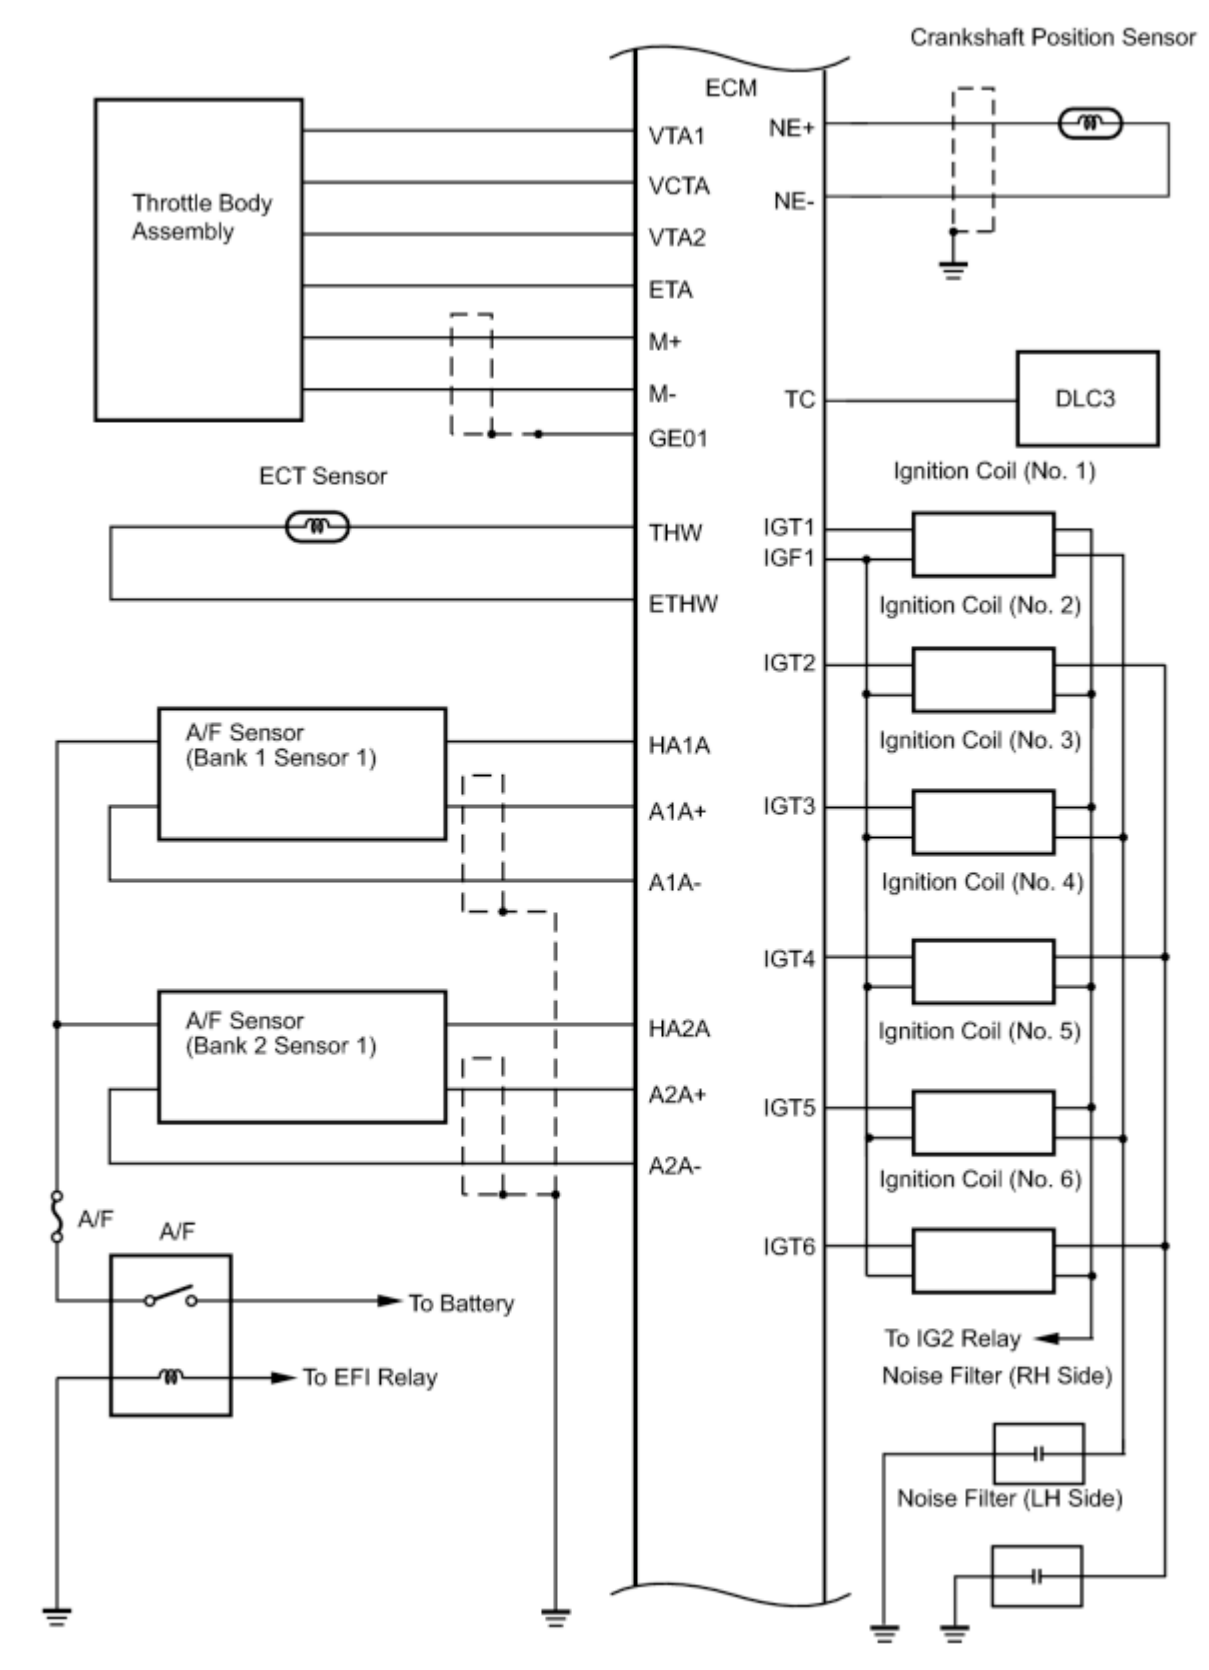 Crankshaft Position Sensor
ECM
Throttle Body
Assembly
VTA1
VCTA
VTA2
ETA
M+
M-
GE01
ECT Sensor
THW
ETHW
A/F Sensor
(Bank 1 Sensor 1)
HA1A
A1A+
A1A-
A/F Sensor
(Bank 2 Sensor 1)
HA2A
A2A+
A2A-
A/F
A/F
To Battery
To EFI Relay
NE+
NE-
TC
DLC3
Ignition Coil (No. 1)
IGT1
IGF1
Ignition Coil (No. 2)
IGT2
Ignition Coil (No. 3)
IGT3
Ignition Coil (No. 4)
IGT4
Ignition Coil (No. 5)
IGT5
Ignition Coil (No. 6)
IGT6
To IG2 Relay
Noise Filter (RH Side)
Noise Filter (LH Side)